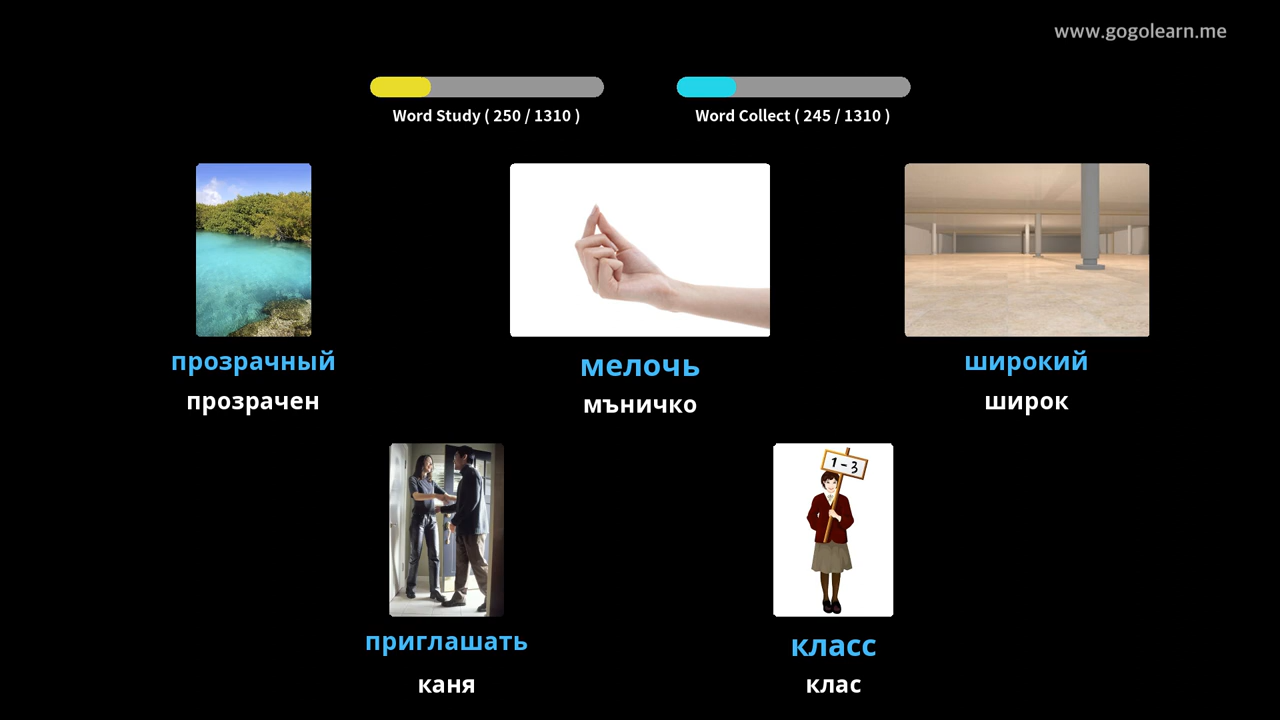 www.gogolearn.me
Word Study ( 250 / 1310 )
Word Collect ( 245 / 1310 )
прозрачный
прозрачен
мелочь
мъничко
широкий
широк
1 - 3
приглашать
каня
класс
клас